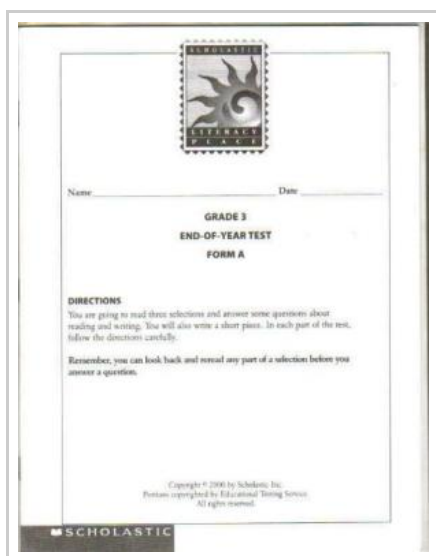 SCHOLASTIC
LITERACY
PLACE
Name Date
GRADE 3
END-OF-YEAR TEST
FORM A
DIRECTIONS
You are going to read three selections and answer some questions about
reading and writing. You will also write a short piece. In each part of the test,
follow the directions carefully.
Remember, you can look back and reread any part of a selection before you
answer a question.
Copyright © 2000 by Scholastic Inc.
Portions copyrighted by Educational Testing Service.
All rights reserved.
SCHOLASTIC